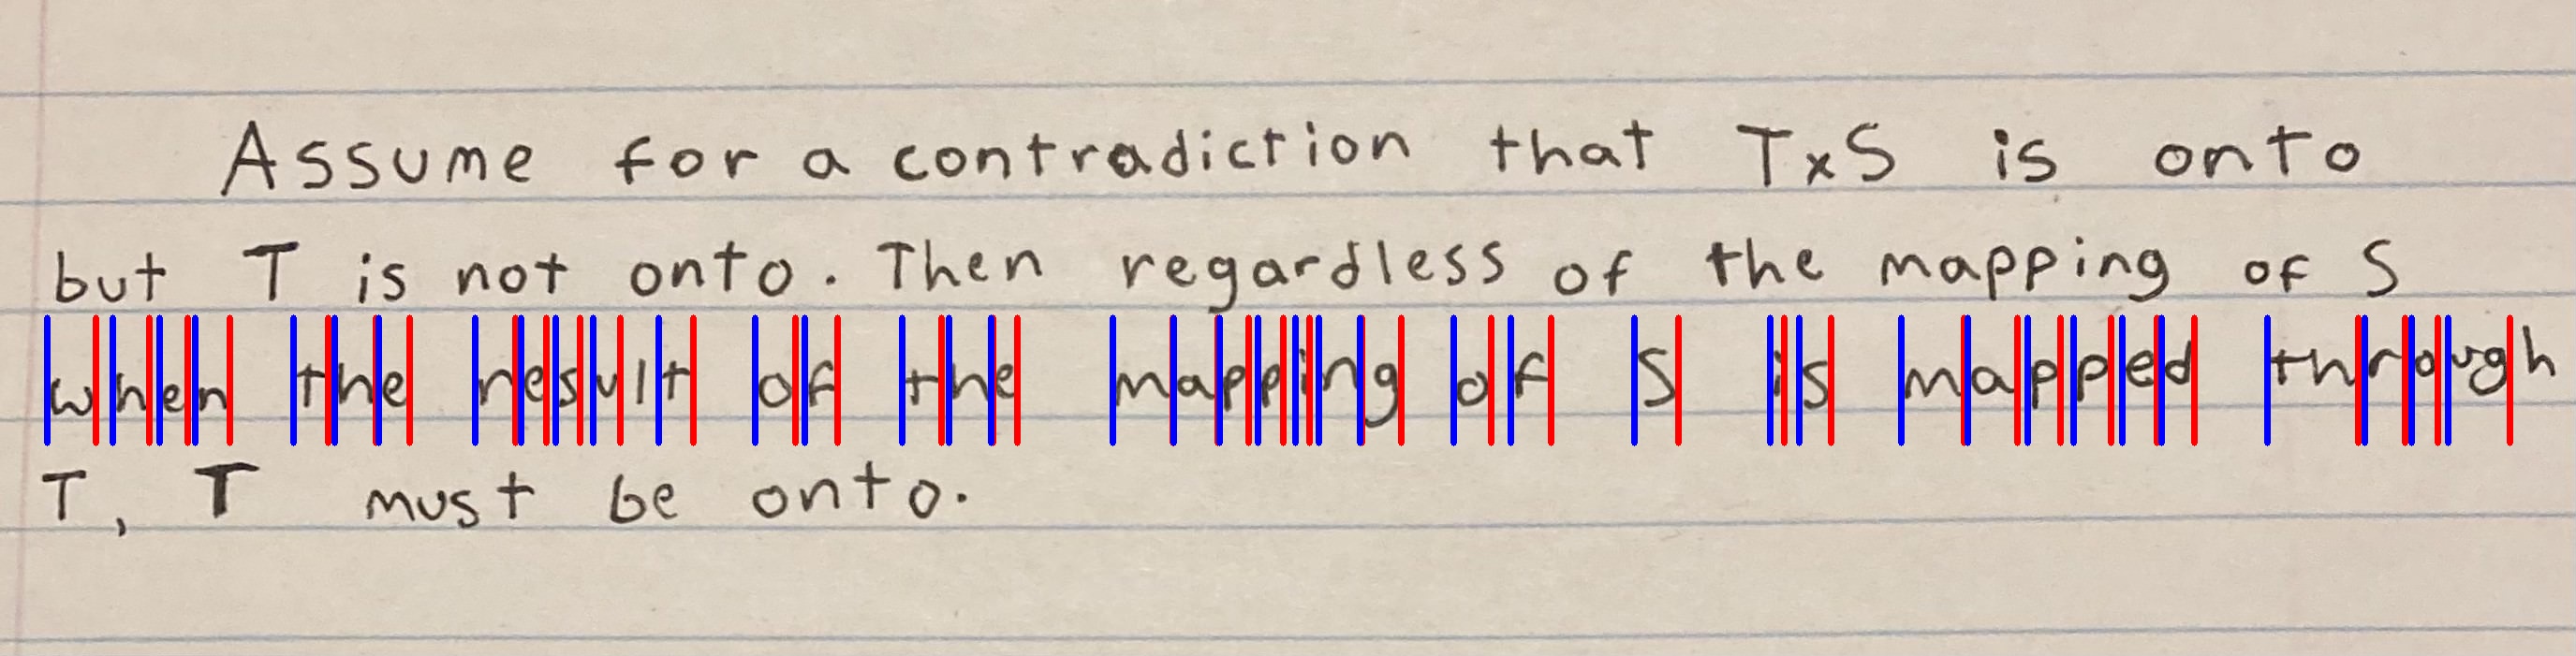 Assume for a contradiction that TxS is onto
but T is not onto. Then regardless of the mapping of S
when the result of the mapping of S is mapped through
T, T must be onto.